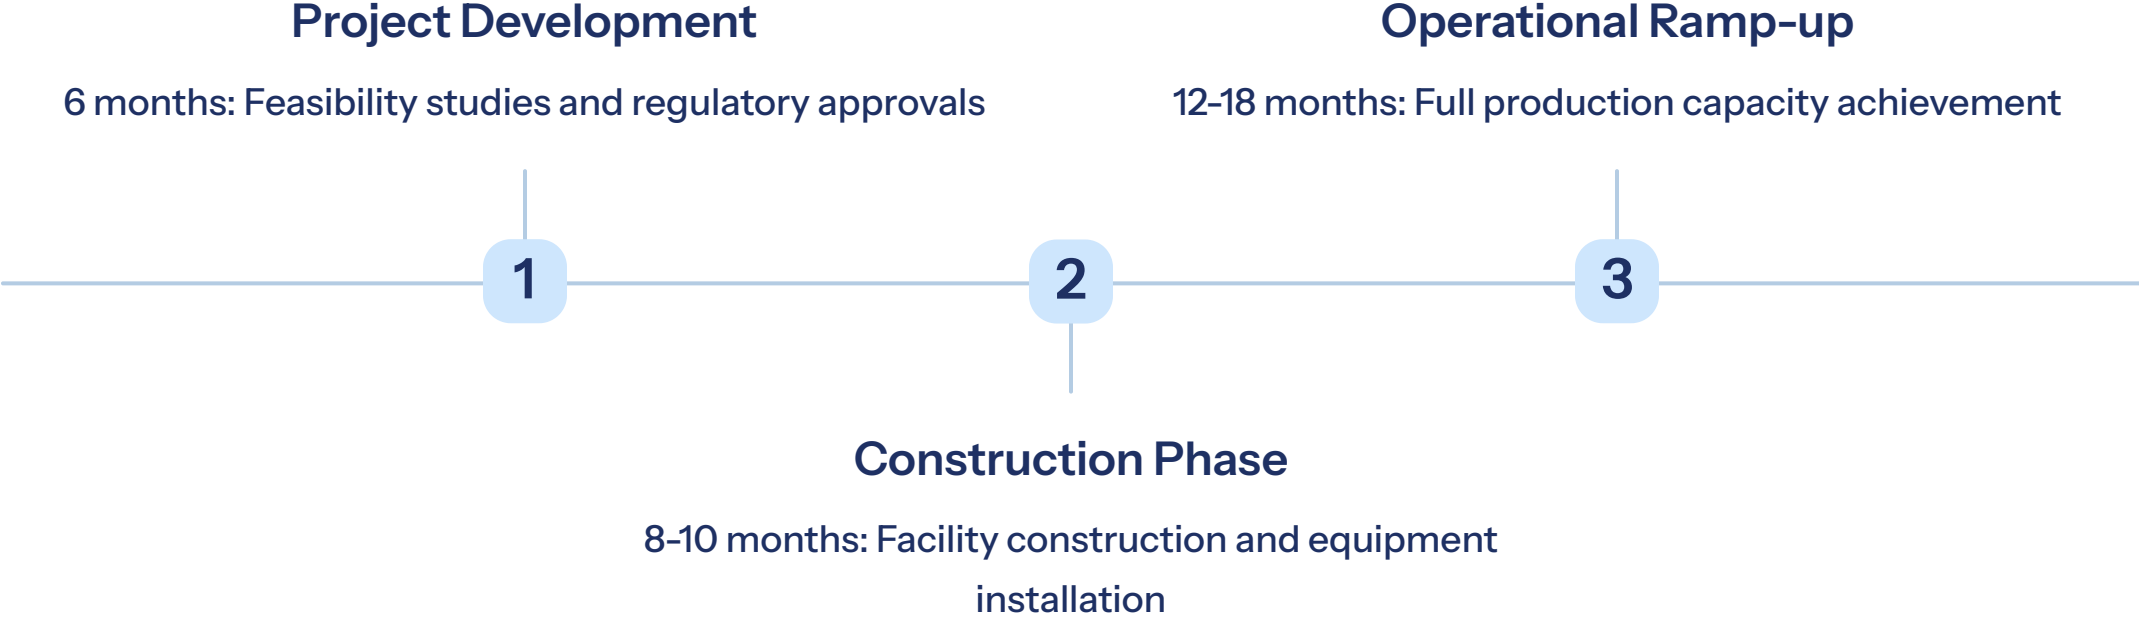 Project Development
6 months: Feasibility studies and regulatory approvals
Operational Ramp-up
12-18 months: Full production capacity achievement
1
2
3
Construction Phase
8-10 months: Facility construction and equipment
installation